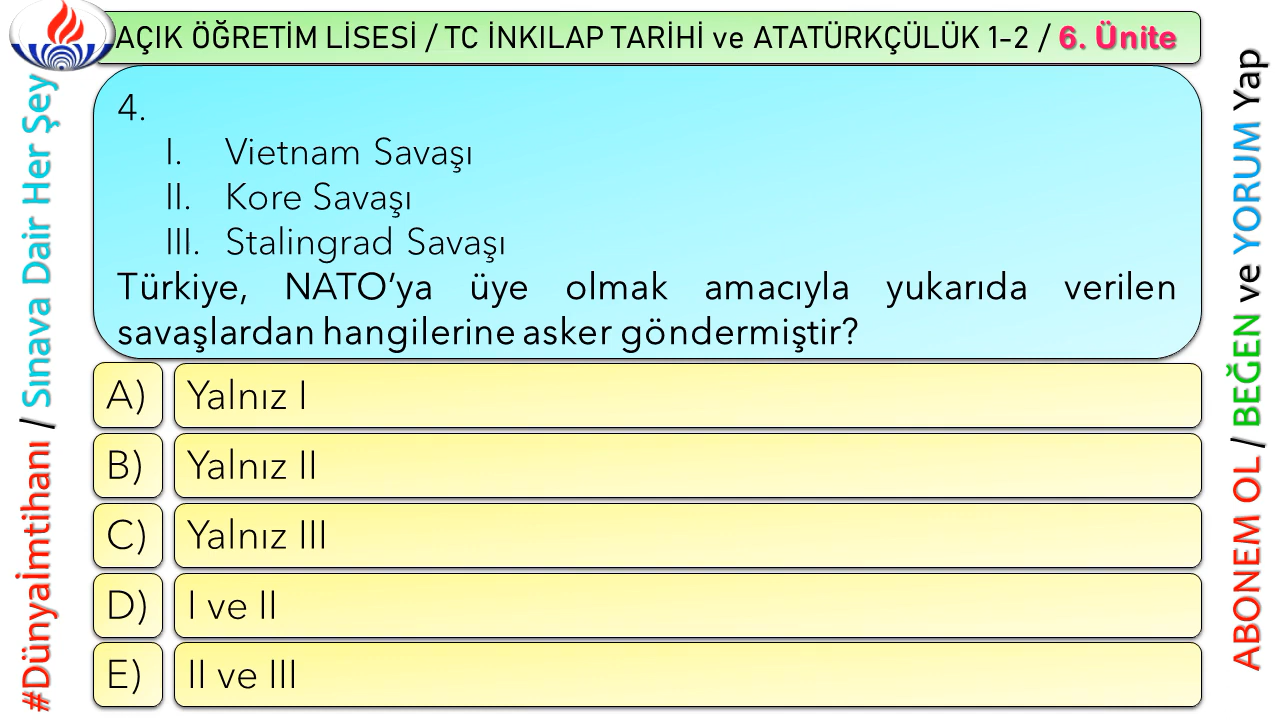 AÇIK ÖĞRETİM LİSESİ / TC İNKILAP TARİHİ ve ATATÜRKÇÜLÜK 1-2 / 6. Ünite
#Dünyaİmtihanı / Sınava Dair Her Şey
4.
I. Vietnam Savaşı
II. Kore Savaşı
III. Stalingrad Savaşı
Türkiye, NATO’ya üye olmak amacıyla yukarıda verilen
savaşlardan hangilerine asker göndermiştir?
A) Yalnız I
B) Yalnız II
C) Yalnız III
D) I ve II
E) II ve III
ABONEM OL / BEĞEN ve YORUM Yap